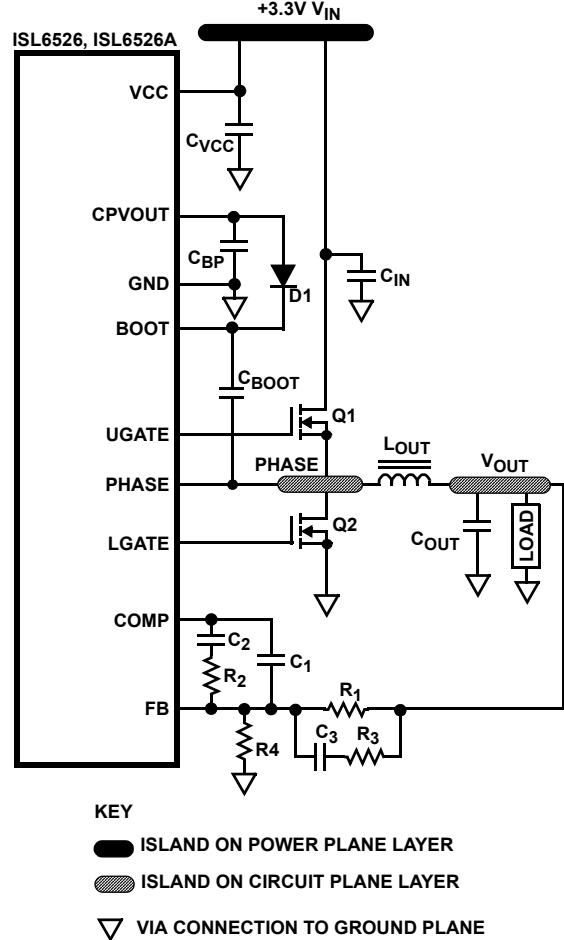 +3.3V VIN
ISL6526, ISL6526A
VCC
CVCC
CPVOUT
CBP
GND
D1
CIN
BOOT
CBOOT
Q1
UGATE
LOUT
PHASE
VOUT
PHASE
Q2
COUT
LOAD
LGATE
COMP
C2
C1
R2
R1
FB
C3
R3
R4
KEY
ISLAND ON POWER PLANE LAYER
ISLAND ON CIRCUIT PLANE LAYER
VIA CONNECTION TO GROUND PLANE